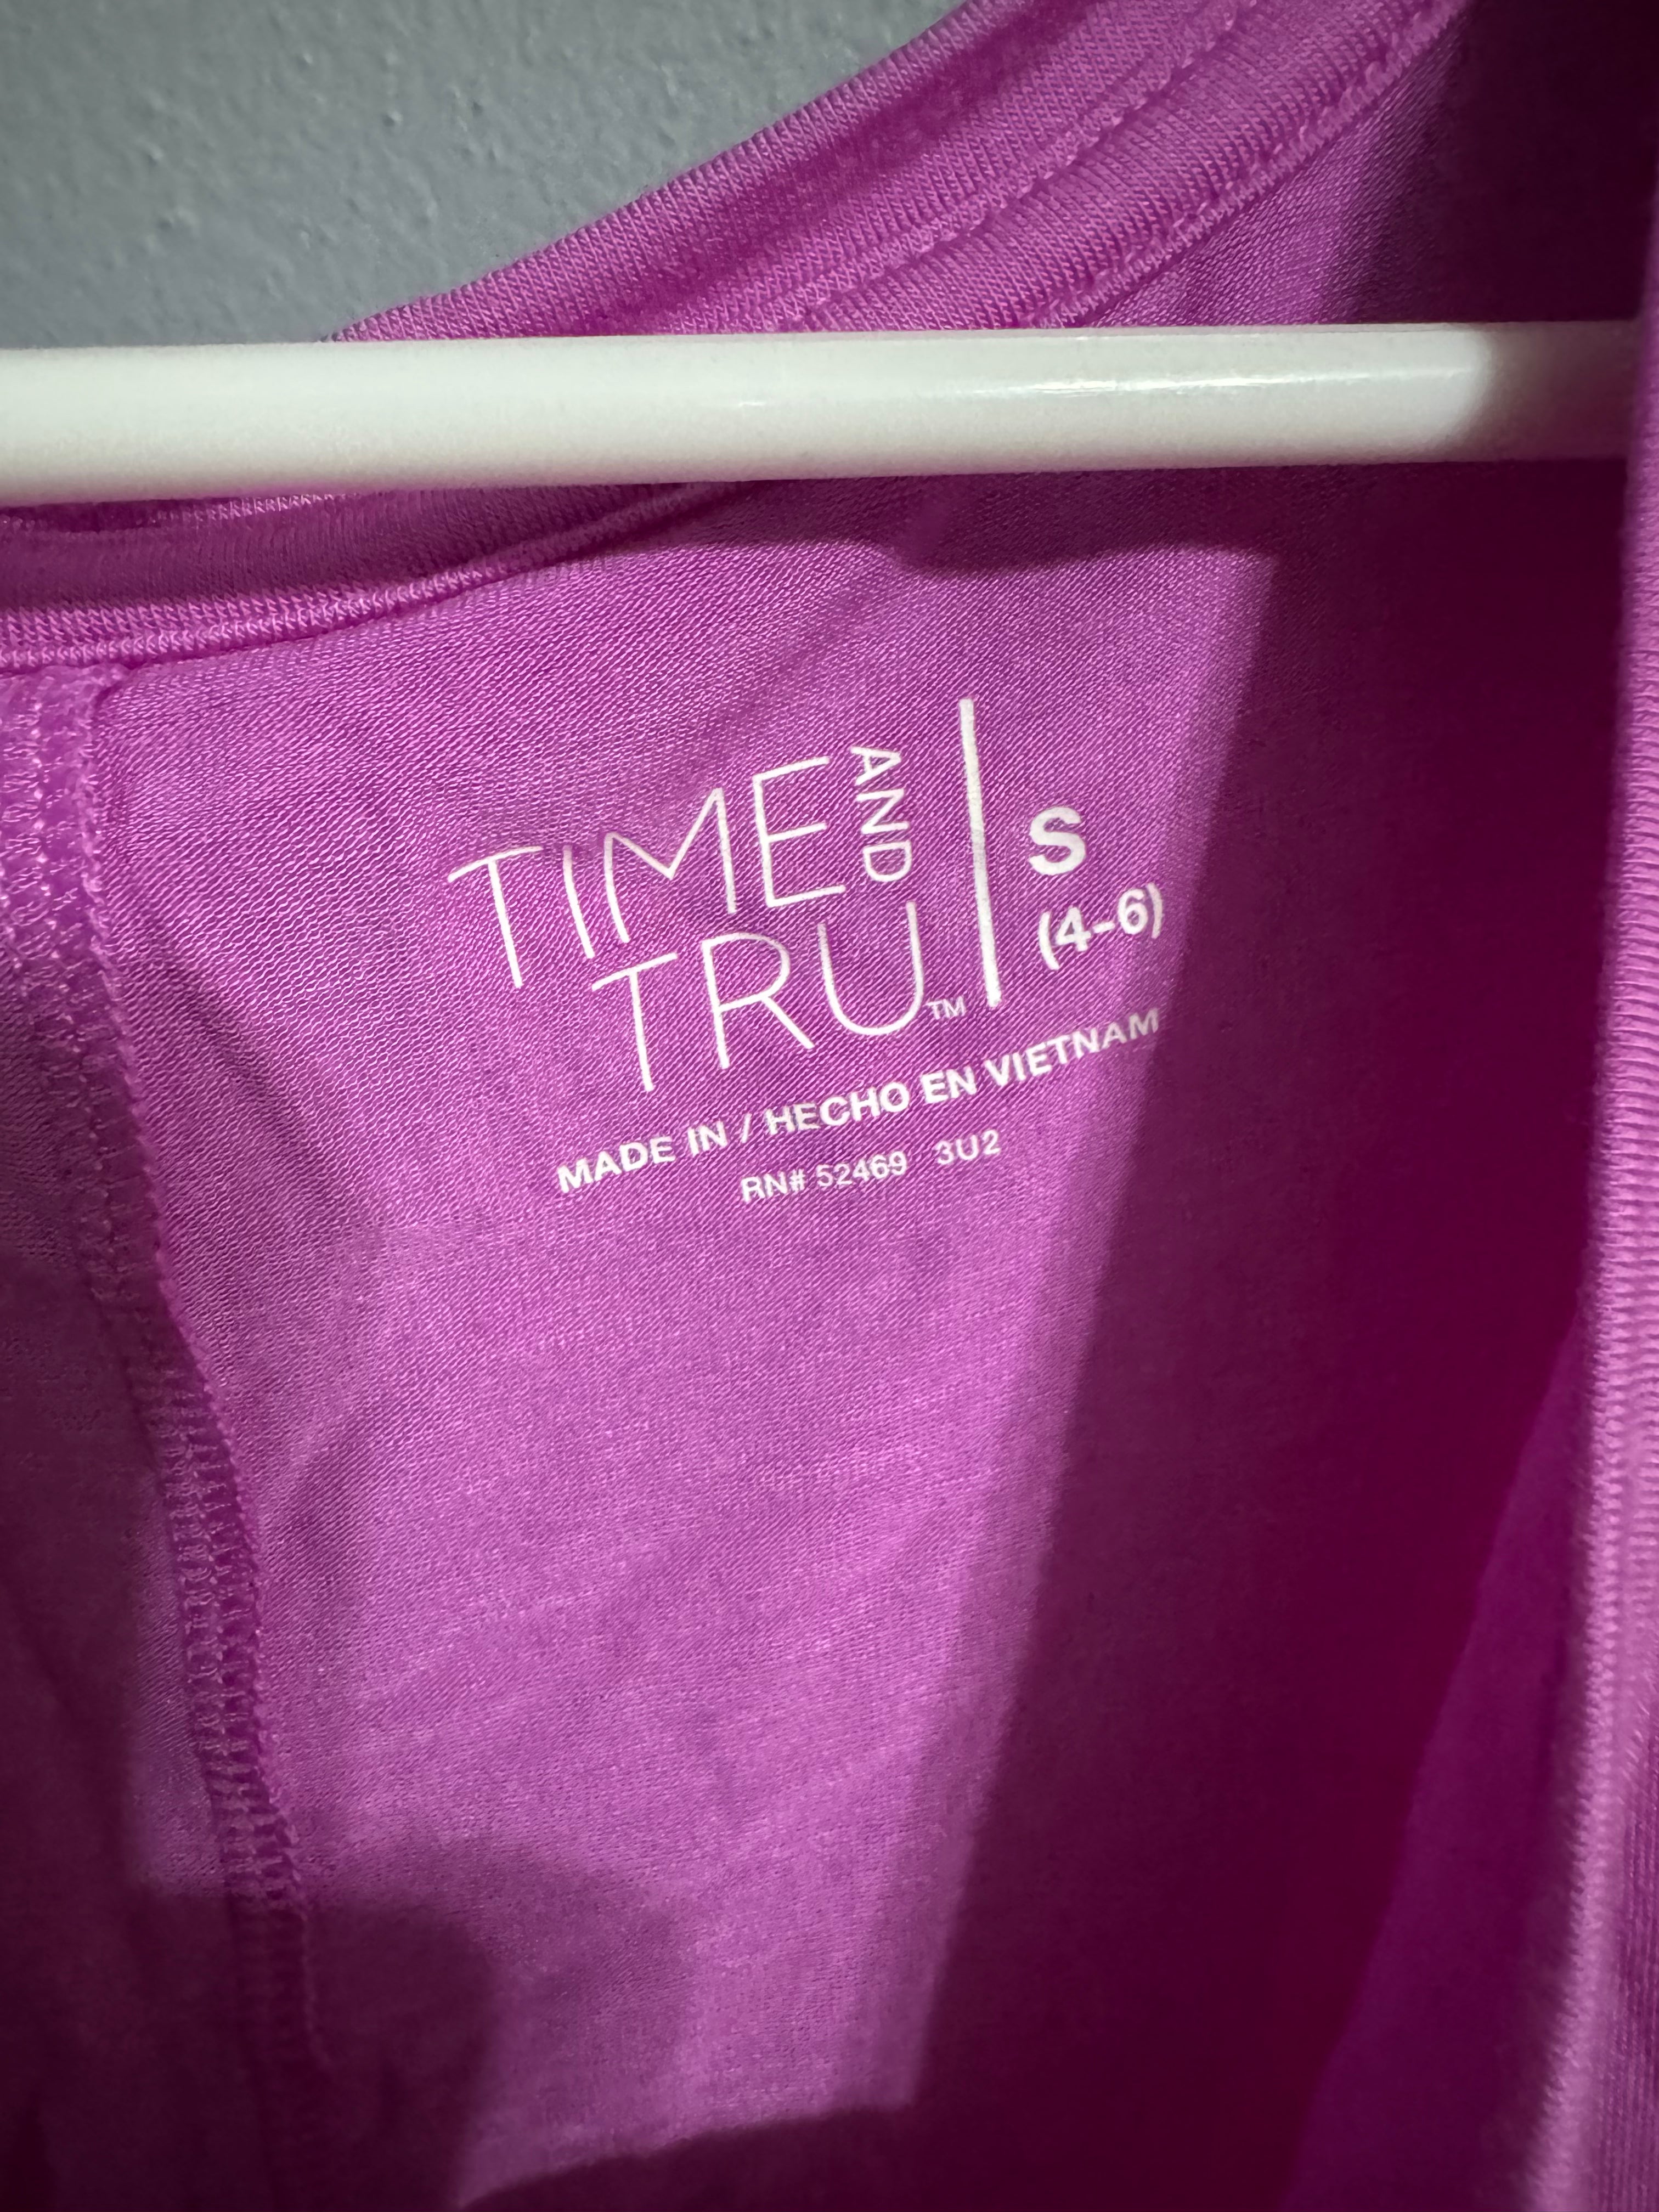 TIME AND
TRU™
S
(4-6)
MADE IN / HECHO EN VIETNAM
RN# 52469 3U2